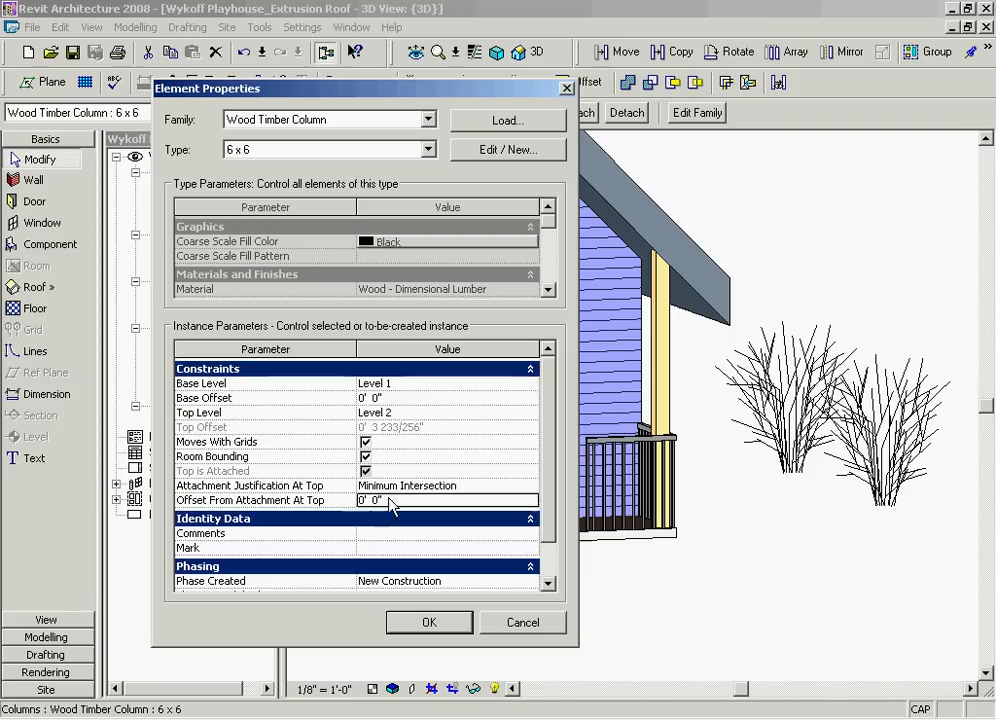 Revit Architecture 2008 - [Wykoff Playhouse_Extrusion Roof - 3D View: {3D}]
File Edit View Modelling Drafting Site Tools Settings Window Help
3D Move Copy Rotate Array Mirror Group
Plane Offset
Wood Timber Column : 6 x 6 Detach Edit Family
Element Properties
Family: Wood Timber Column Load...
Type: 6 x 6 Edit / New...
Type Parameters: Control all elements of this type
Parameter Value
Graphics
Coarse Scale Fill Color Black
Coarse Scale Fill Pattern
Materials and Finishes
Material Wood - Dimensional Lumber
Instance Parameters - Control selected or to-be-created instance
Parameter Value
Constraints
Base Level Level 1
Base Offset 0' 0"
Top Level Level 2
Top Offset 0' 3 233/256"
Moves With Grids
Room Bounding
Top is Attached
Attachment Justification At Top Minimum Intersection
Offset From Attachment At Top 0' 0"
Identity Data
Comments
Mark
Phasing
Phase Created New Construction
OK Cancel
Basics
Modify
Wall
Door
Window
Component
Room
Roof »
Floor
Grid
Lines
Ref Plane
Dimension
Section
Level
Text
View
Modelling
Drafting
Rendering
Site
Wykoff
1/8" = 1'-0"
Columns : Wood Timber Column : 6 x 6 CAP